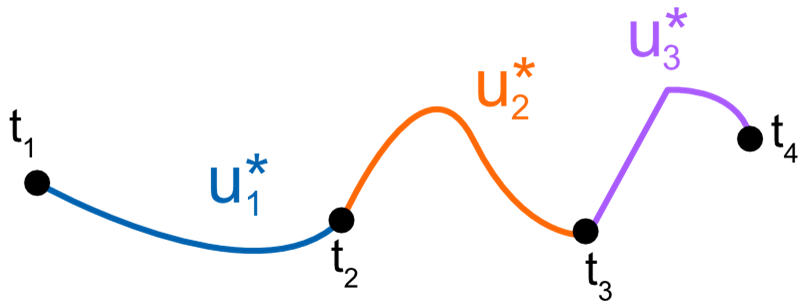 t₁
u₁*
t₂
u₂*
t₃
u₃*
t₄